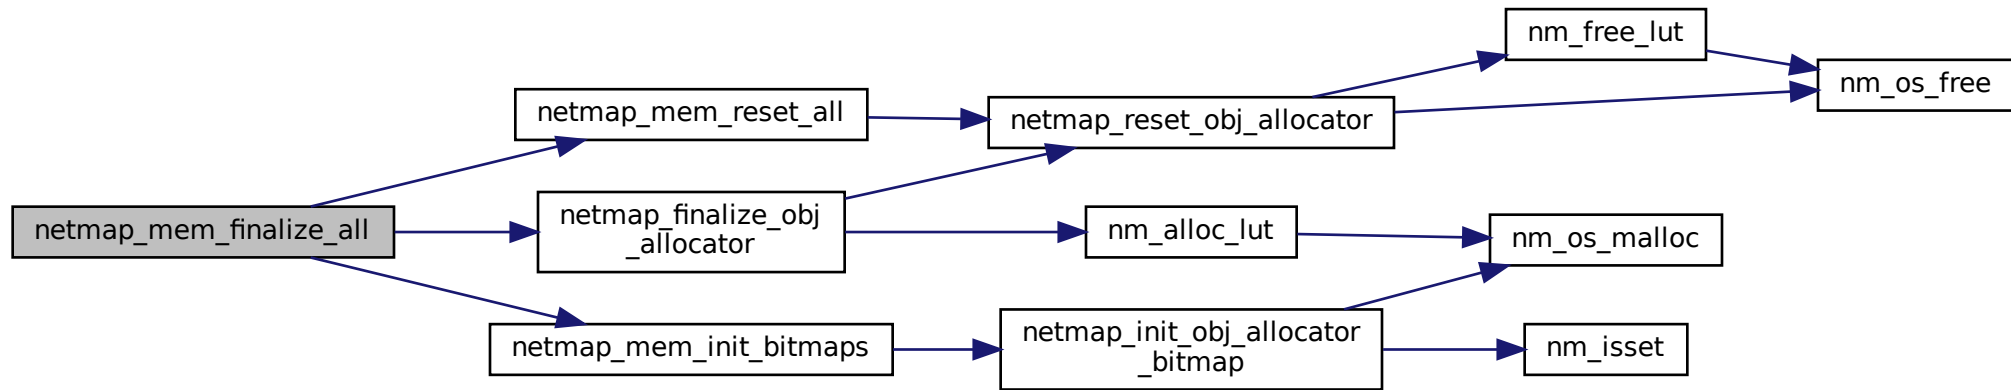 netmap_mem_finalize_all
netmap_mem_reset_all
netmap_finalize_obj
_allocator
netmap_mem_init_bitmaps
netmap_reset_obj_allocator
nm_alloc_lut
netmap_init_obj_allocator
_bitmap
nm_free_lut
nm_os_malloc
nm_isset
nm_os_free